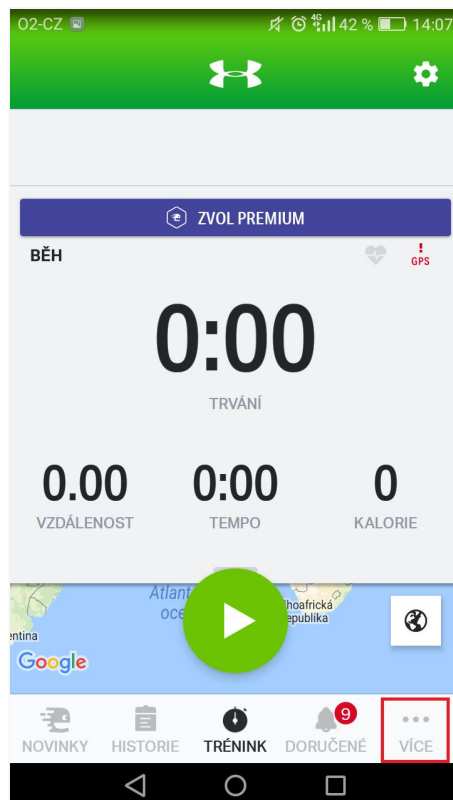 O2-CZ 4G 42 % 14:07
ZVOL PREMIUM
BĚH
GPS
0:00
TRVÁNÍ
0.00 0:00 0
VZDÁLENOST TEMPO KALORIE
Google
9
NOVINKY HISTORIE TRÉNINK DORUČENÉ VÍCE